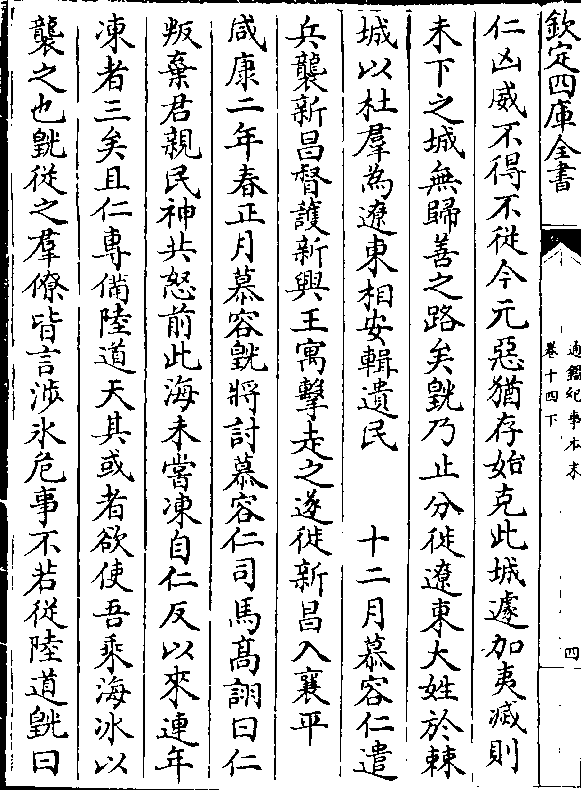 欽定四庫全書
通鑑紀事本末
卷十四下
四
仁凶威不得不從今元惡猶存始克此城遽加夷滅則
未下之城無歸善之路矣皝乃止分徙遼東大姓於棘
城以杜羣為遼東相安輯遺民　　十二月慕容仁遣
兵襲新昌督護新興王寓擊走之遂徙新昌入襄平
咸康二年春正月慕容皝將討慕容仁司馬高詡曰仁
叛棄君親民神共怒前此海未嘗凍自仁反以來連年
凍者三矣且仁專備陸道天其或者欲使吾乘海冰以
襲之也皝從之羣僚皆言涉氷危事不若從陸道皝曰